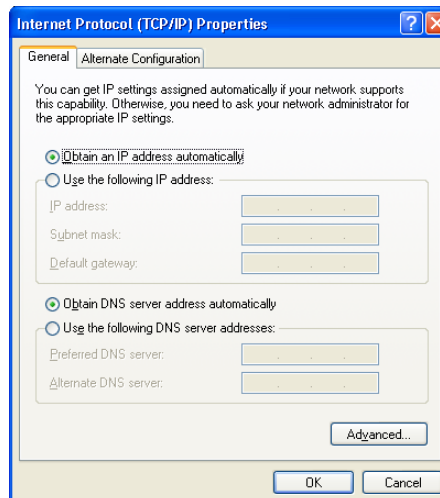 Internet Protocol (TCP/IP) Properties
General
Alternate Configuration
You can get IP settings assigned automatically if your network supports
this capability. Otherwise, you need to ask your network administrator for
the appropriate IP settings.
Obtain an IP address automatically
Use the following IP address:
IP address:
Subnet mask:
Default gateway:
Obtain DNS server address automatically
Use the following DNS server addresses:
Preferred DNS server:
Alternate DNS server:
Advanced...
OK
Cancel